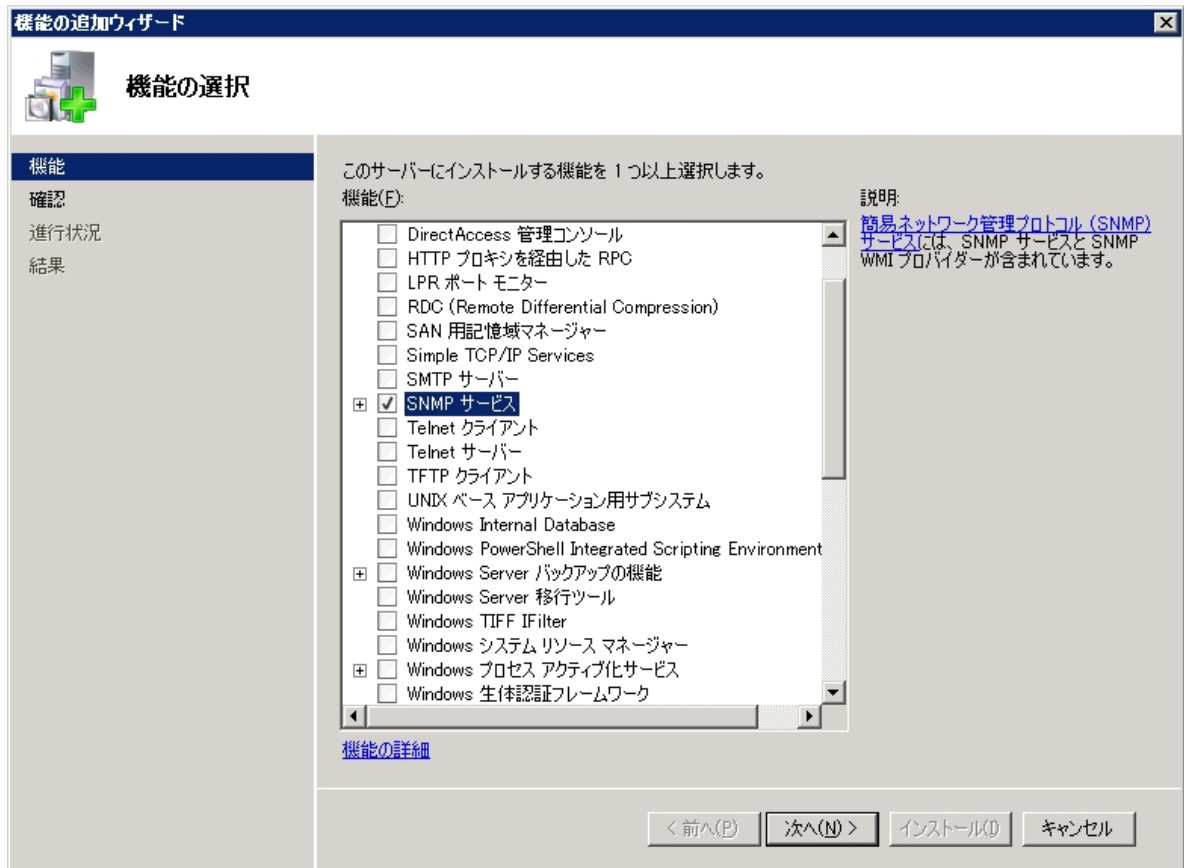 機能の追加ウィザード
機能の選択
機能
確認
進行状況
結果
このサーバーにインストールする機能を 1 つ以上選択します。
機能(F):
DirectAccess 管理コンソール
HTTP プロキシを経由した RPC
LPR ポート モニター
RDC (Remote Differential Compression)
SAN 用記憶域マネージャー
Simple TCP/IP Services
SMTP サーバー
SNMP サービス
Telnet クライアント
Telnet サーバー
TFTP クライアント
UNIX ベース アプリケーション用サブシステム
Windows Internal Database
Windows PowerShell Integrated Scripting Environment
Windows Server バックアップの機能
Windows Server 移行ツール
Windows TIFF IFilter
Windows システム リソース マネージャー
Windows プロセス アクティブ化サービス
Windows 生体認証フレームワーク
機能の詳細
説明:
簡易ネットワーク管理プロトコル (SNMP)
サービスには、SNMP サービスと SNMP
WMI プロバイダーが含まれています。
< 前へ(P)
次へ(N) >
インストール(I)
キャンセル